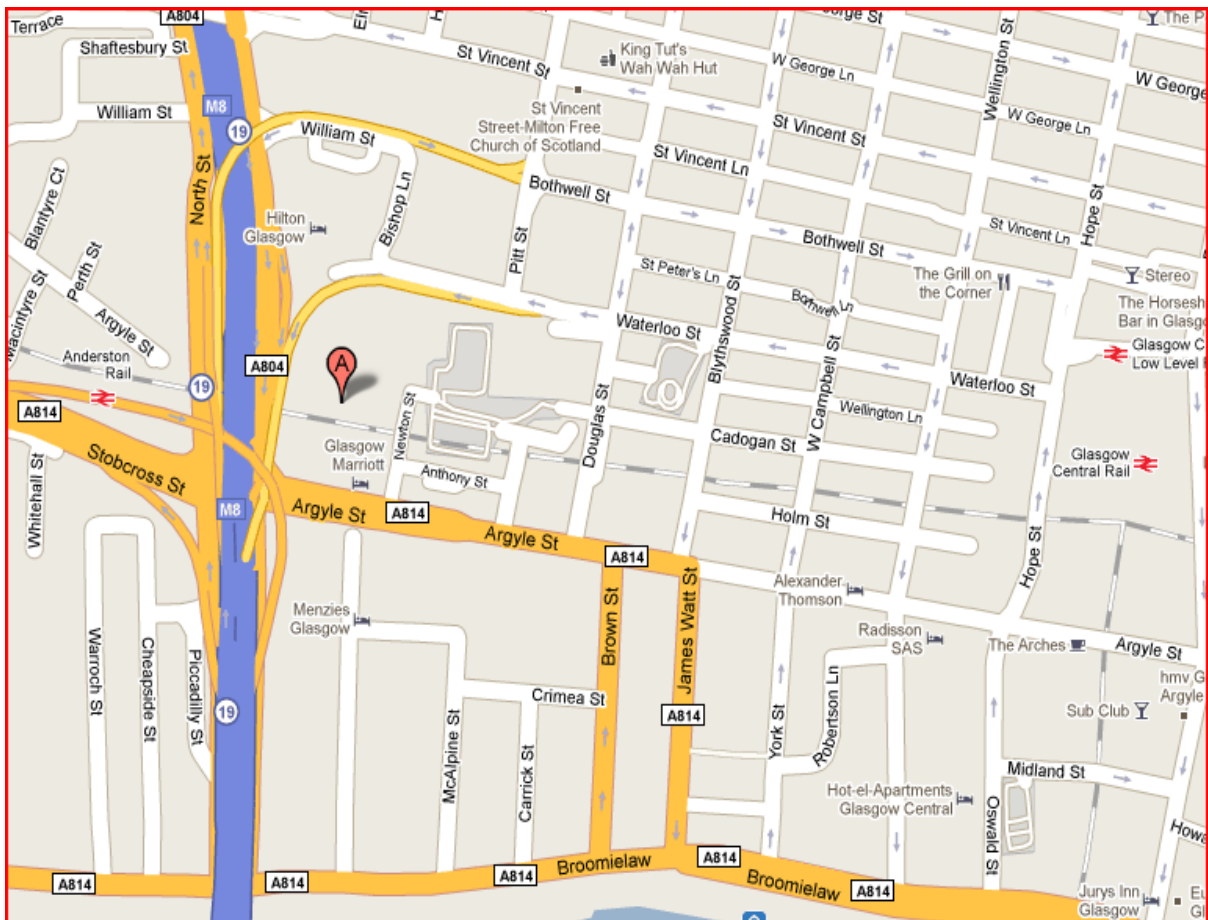 Terrace
A804
Shaftesbury St
William St
M8
19
North St
William St
Bishop Ln
Hilton
Glasgow
St Vincent St
King Tut's
Wah Wah Hut
St Vincent
Street-Milton Free
Church of Scotland
W George Ln
St Vincent St
Wellington St
W George
W George Ln
St Vincent Ln
Bothwell St
Pitt St
Bothwell St
St Vincent Ln
Hope St
Stereo
St Peter's Ln
Blythswood St
The Grill on
the Corner
The Horsesh
Bar in Glasgo
Glasgow C
Low Level
Blantyre Ct
Perth St
Macintyre St
Argyle St
Anderston
Rail
19
A804
A
A814
Waterloo St
W Campbell St
Waterloo St
Wellington Ln
Newton St
Douglas St
Cadogan St
Glasgow
Central Rail
Glasgow
Marriott
Anthony St
Stobcross St
Whitehall St
M8
Argyle St
A814
Argyle St
A814
Holm St
Hope St
Alexander
Thomson
Brown St
James Watt St
Menzies
Glasgow
Radisson
SAS
The Arches
Argyle St
hmv G
Argyle
Sub Club
Warroch St
Cheapside St
Piccadilly St
19
Crimea St
McAlpine St
Carrick St
A814
York St
Robertson Ln
Midland St
Hot-el-Apartments
Glasgow Central
Oswald St
Howa
A814
A814
A814
Broomielaw
A814
Broomielaw
A814
Jurys Inn
Glasgow
Eu
Gl